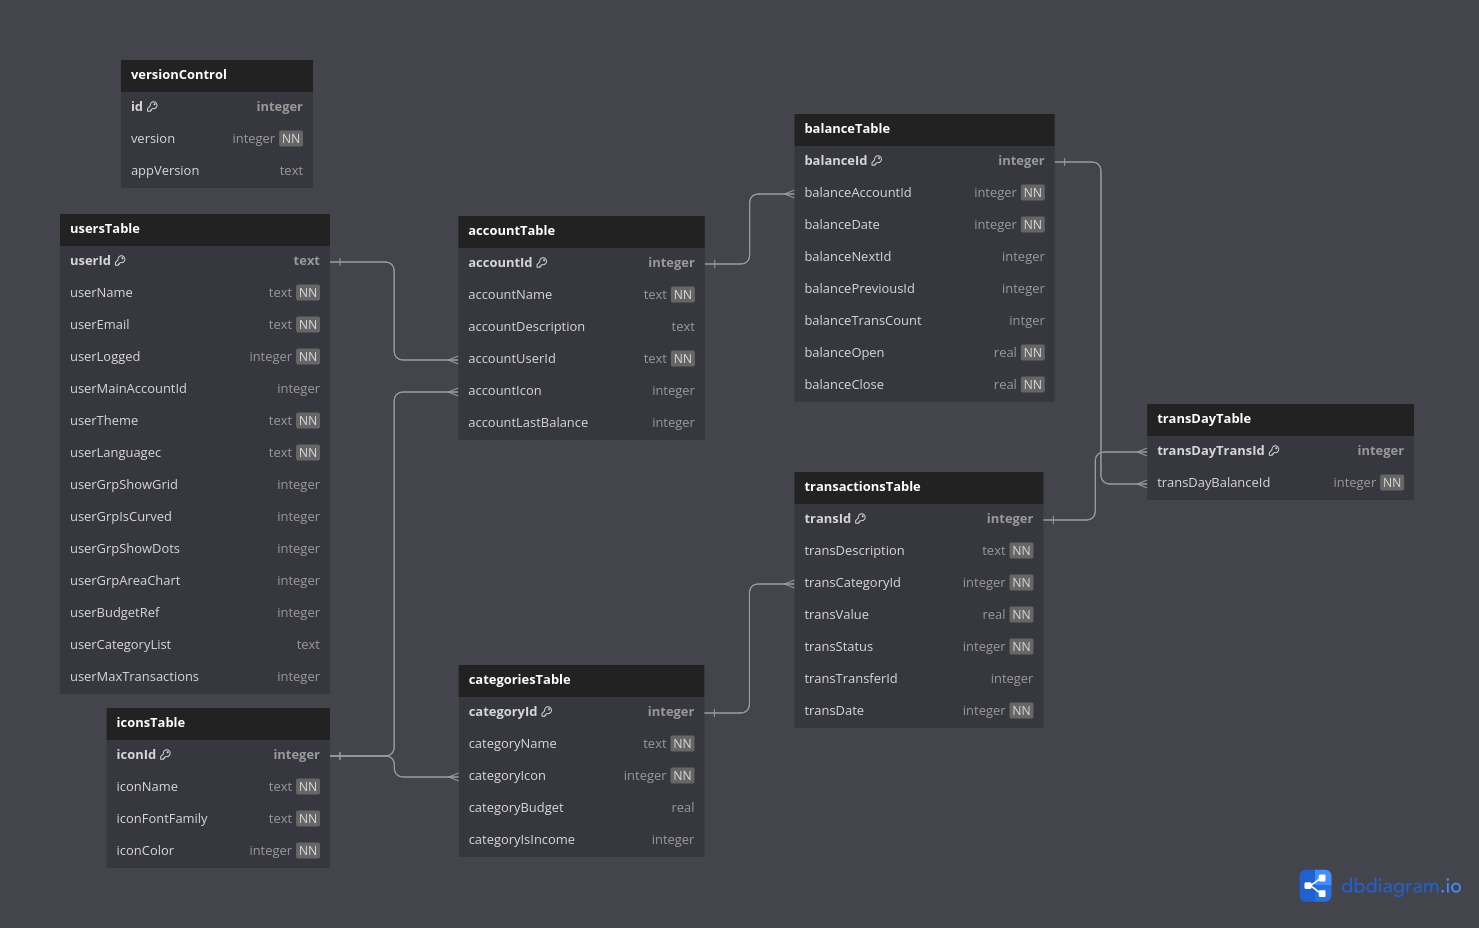 versionControl
id integer
version integer NN
appVersion text
usersTable
userId text
userName text NN
userEmail text NN
userLogged integer NN
userMainAccountId integer
userTheme text NN
userLanguagec text NN
userGrpShowGrid integer
userGrpIsCurved integer
userGrpShowDots integer
userGrpAreaChart integer
userBudgetRef integer
userCategoryList text
userMaxTransactions integer
iconsTable
iconId integer
iconName text NN
iconFontFamily text NN
iconColor integer NN
accountTable
accountId integer
accountName text NN
accountDescription text
accountUserId text NN
accountIcon integer
accountLastBalance integer
categoriesTable
categoryId integer
categoryName text NN
categoryIcon integer NN
categoryBudget real
categoryIsIncome integer
balanceTable
balanceId integer
balanceAccountId integer NN
balanceDate integer NN
balanceNextId integer
balancePreviousId integer
balanceTransCount intger
balanceOpen real NN
balanceClose real NN
transactionsTable
transId integer
transDescription text NN
transCategoryId integer NN
transValue real NN
transStatus integer NN
transTransferId integer
transDate integer NN
transDayTable
transDayTransId integer
transDayBalanceId integer NN
dbdiagram.io